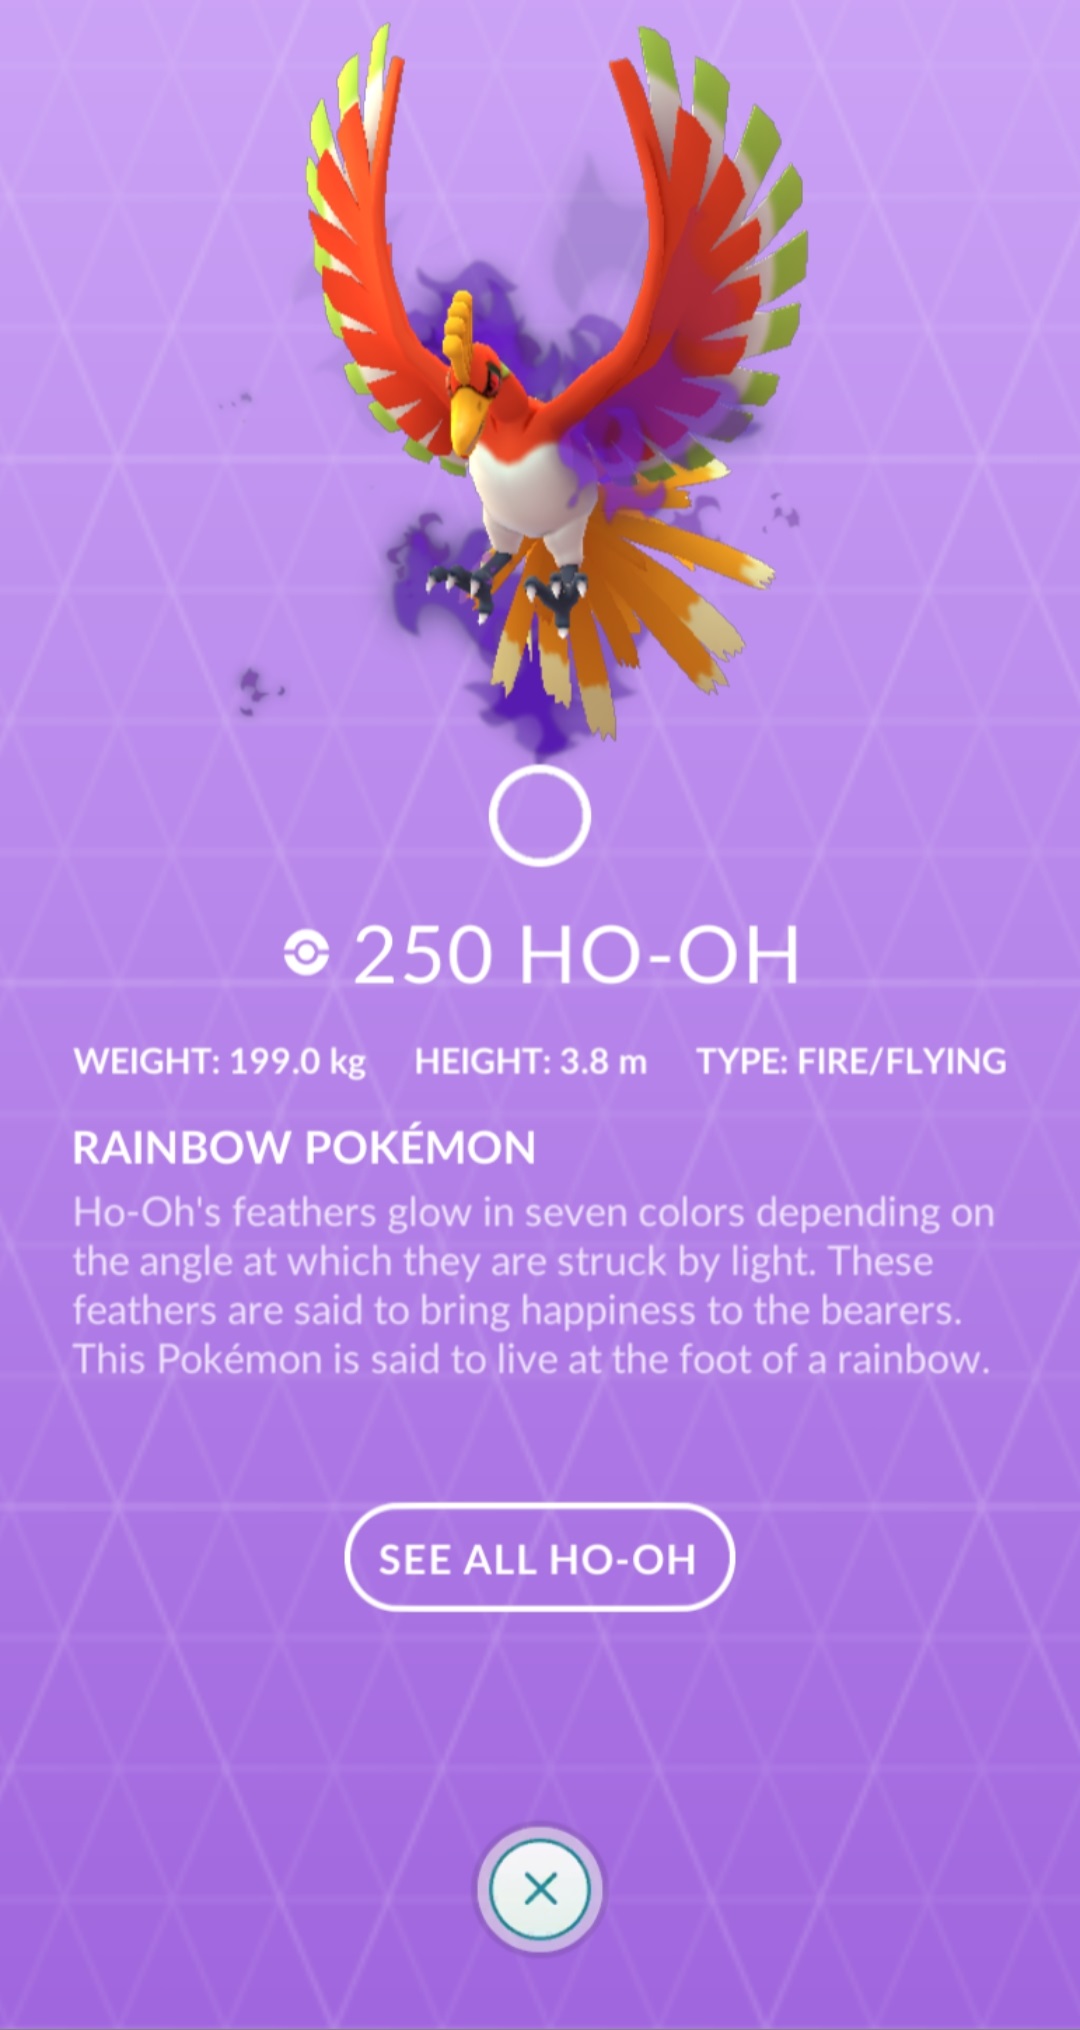 250 HO-OH
WEIGHT: 199.0 kg HEIGHT: 3.8 m TYPE: FIRE/FLYING
RAINBOW POKÉMON
Ho-Oh's feathers glow in seven colors depending on
the angle at which they are struck by light. These
feathers are said to bring happiness to the bearers.
This Pokémon is said to live at the foot of a rainbow.
SEE ALL HO-OH